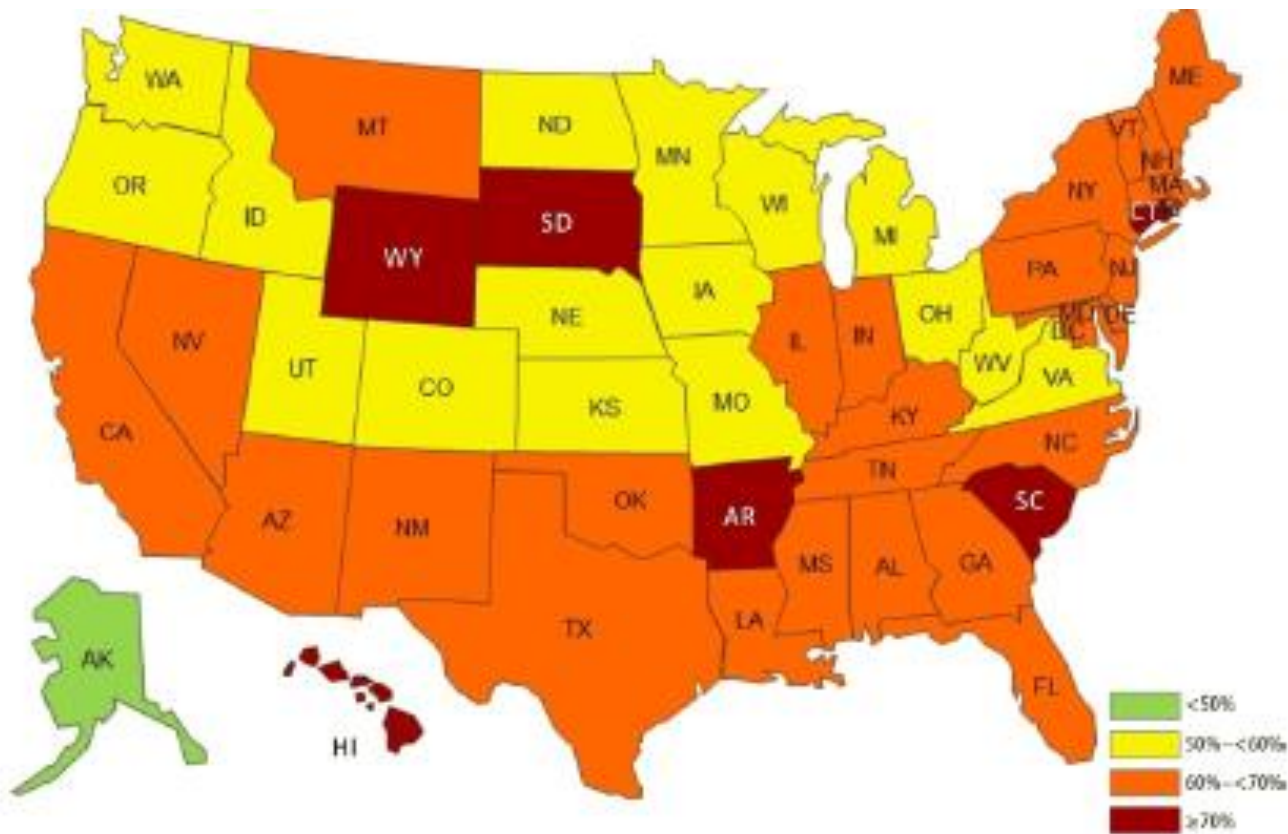 WA
MT
ND
MN
ME
OR
ID
WY
SD
WI
MI
VT
NH
NY
MA
CT
NE
IA
PA
NJ
NV
UT
CO
KS
MO
IL
IN
OH
WV
VA
MD
DE
DC
CA
KY
AZ
NM
OK
AR
TN
NC
SC
MS
AL
GA
TX
LA
FL
AK
HI
<50%
50%-<60%
60%-<70%
≥70%